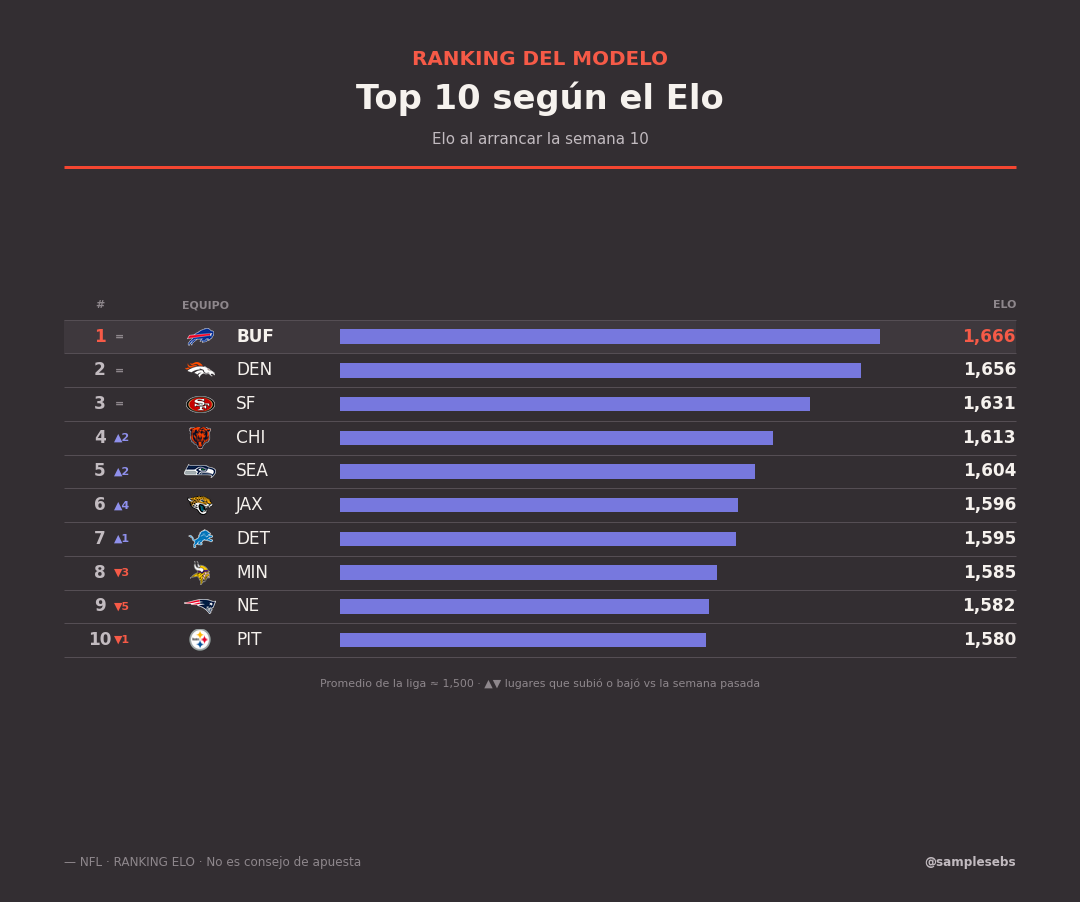 RANKING DEL MODELO
Top 10 según el Elo
Elo al arrancar la semana 10
# EQUIPO ELO
1 = BUF 1,666
2 = DEN 1,656
3 = SF 1,631
4 ▲2 CHI 1,613
5 ▲2 SEA 1,604
6 ▲4 JAX 1,596
7 ▲1 DET 1,595
8 ▼3 MIN 1,585
9 ▼5 NE 1,582
10 ▼1 PIT 1,580
Promedio de la liga ≈ 1,500 · ▲▼ lugares que subió o bajó vs la semana pasada
— NFL · RANKING ELO · No es consejo de apuesta
@samplesebs